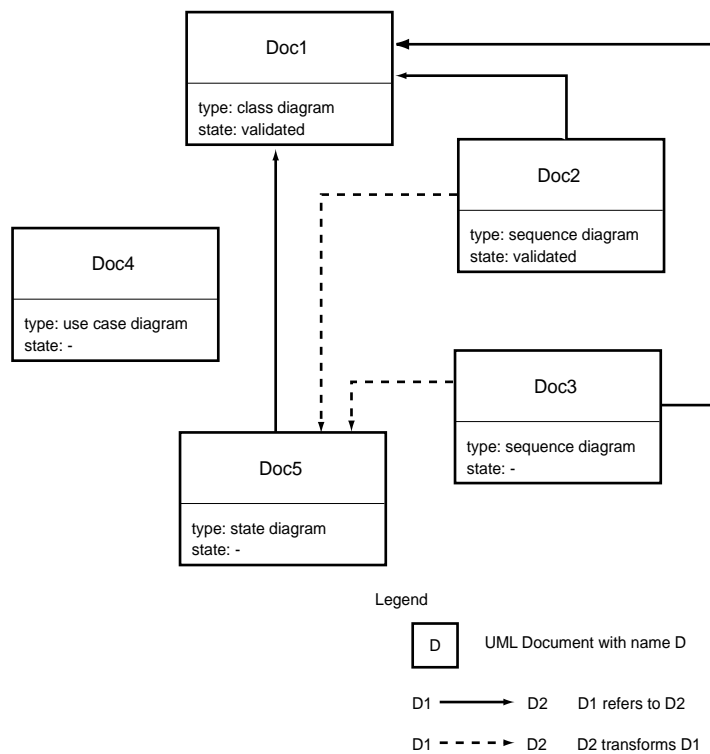 Doc1
type: class diagram
state: validated
Doc2
type: sequence diagram
state: validated
Doc4
type: use case diagram
state: -
Doc3
type: sequence diagram
state: -
Doc5
type: state diagram
state: -
Legend
D UML Document with name D
D1 D2 D1 refers to D2
D1 D2 D2 transforms D1